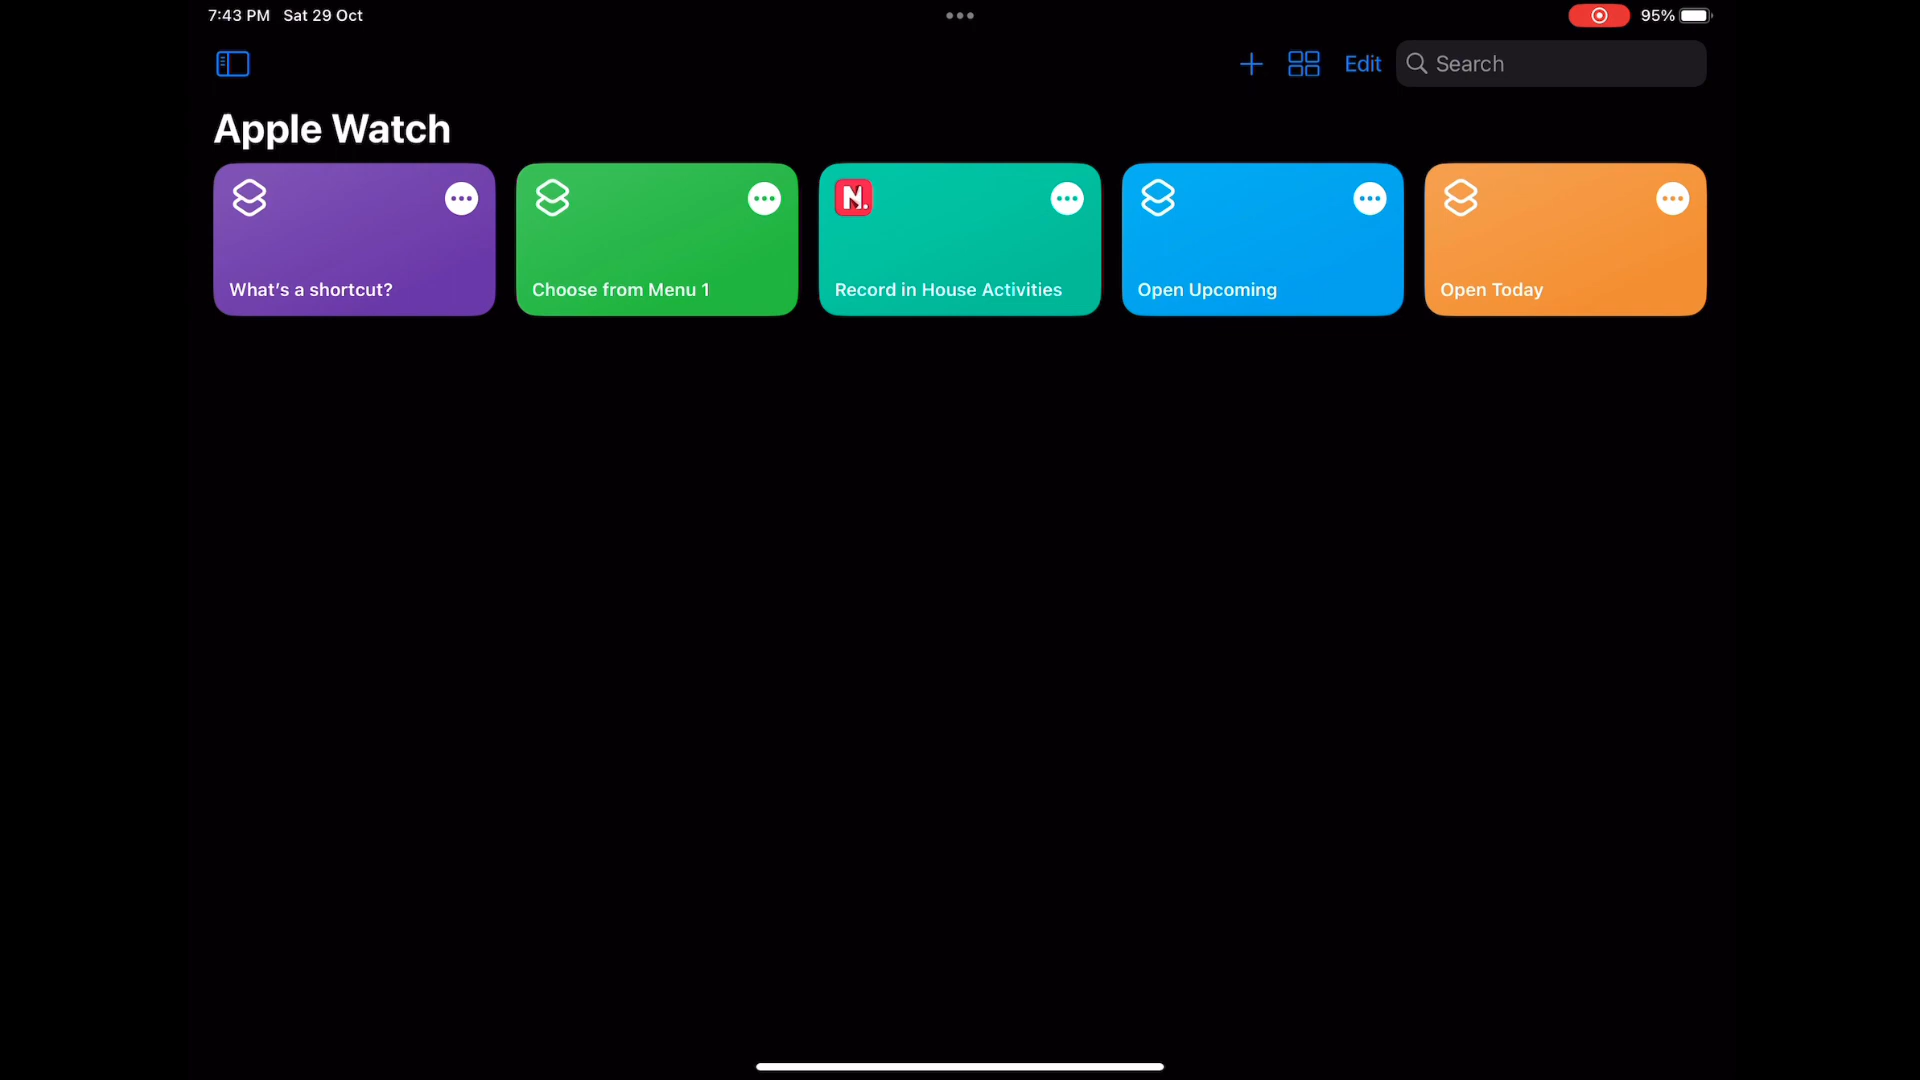 7:43 PM Sat 29 Oct
95%
Edit
Search
Apple Watch
What's a shortcut?
Choose from Menu 1
N.
Record in House Activities
Open Upcoming
Open Today